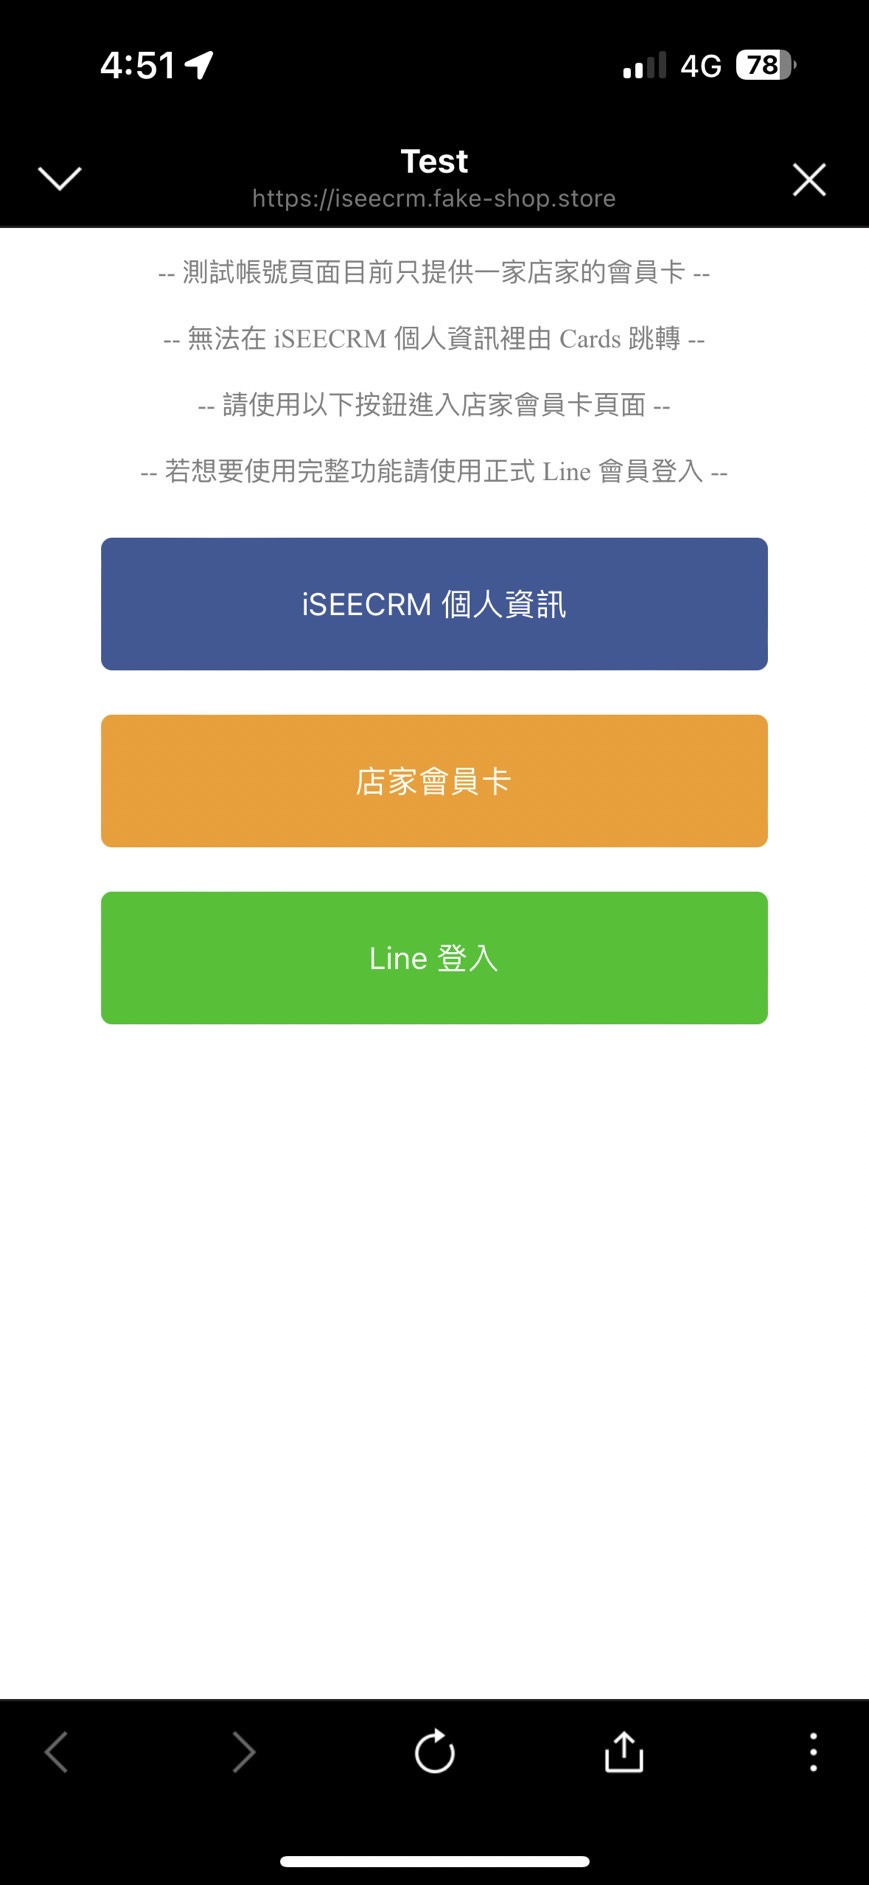 4:51
4G
78
Test
https://iseecrm.fake-shop.store
-- 測試帳號頁面目前只提供一家店家的會員卡 --
-- 無法在 iSEECRM 個人資訊裡由 Cards 跳轉 --
-- 請使用以下按鈕進入店家會員卡頁面 --
-- 若想要使用完整功能請使用正式 Line 會員登入 --
iSEECRM 個人資訊
店家會員卡
Line 登入